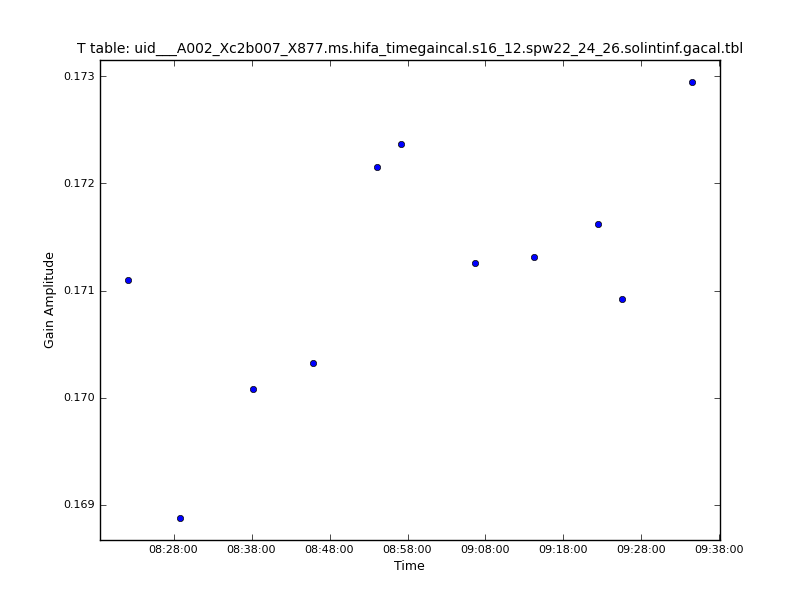 T table: uid___A002_Xc2b007_X877.ms.hifa_timegaincal.s16_12.spw22_24_26.solintinf.gacal.tbl
0.173
0.172
0.171
0.170
0.169
Gain Amplitude
08:28:00 08:38:00 08:48:00 08:58:00 09:08:00 09:18:00 09:28:00 09:38:00
Time